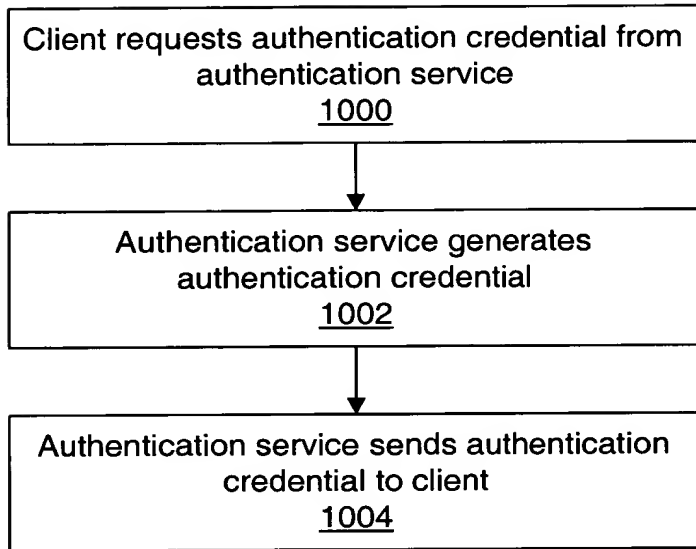 Client requests authentication credential from
authentication service
1000
Authentication service generates
authentication credential
1002
Authentication service sends authentication
credential to client
1004